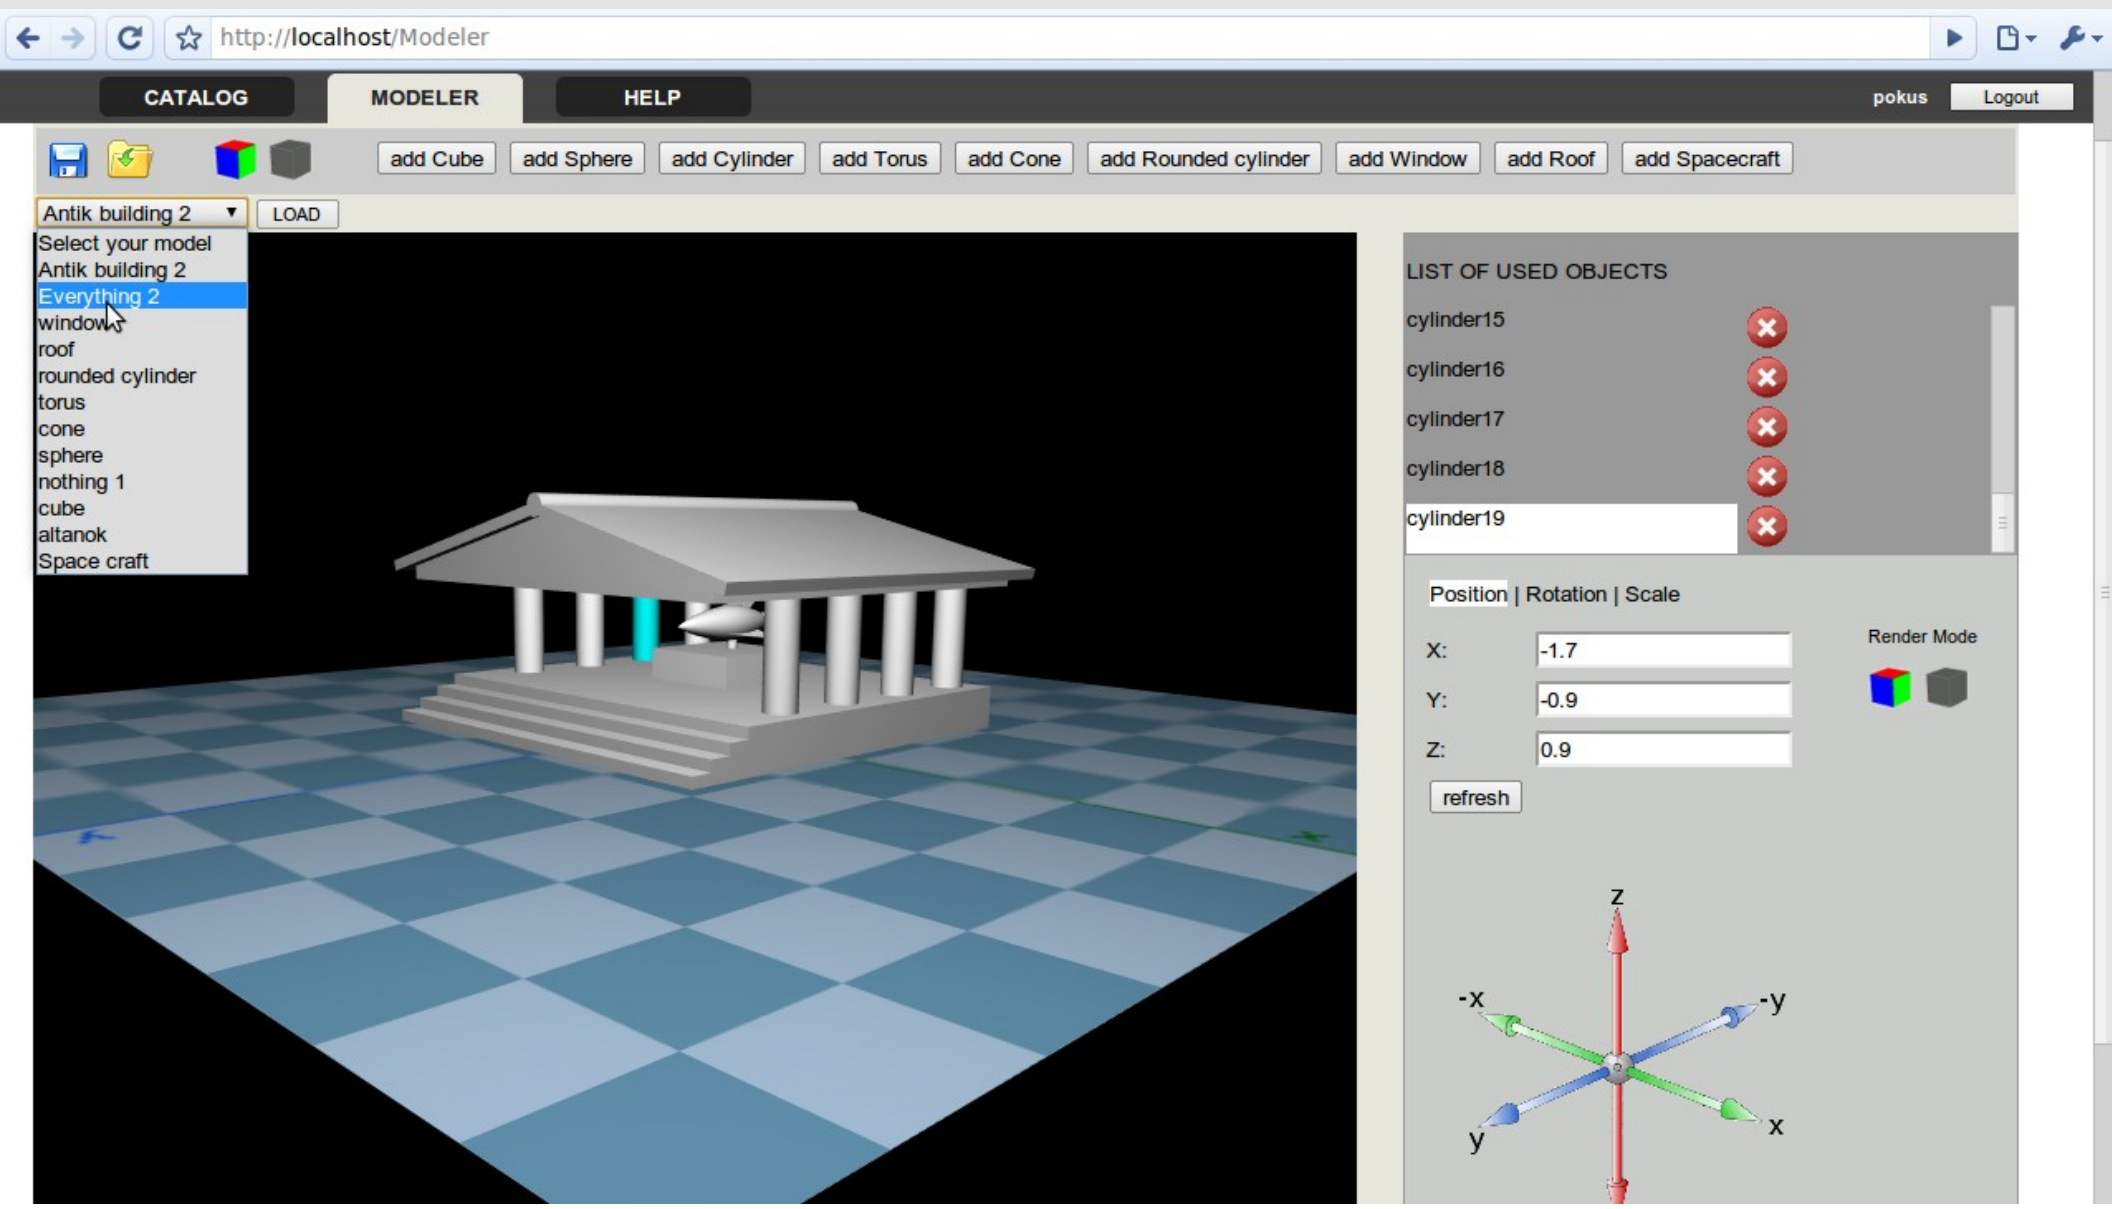 http://localhost/Modeler
CATALOG MODELER HELP pokus Logout
add Cube add Sphere add Cylinder add Torus add Cone add Rounded cylinder add Window add Roof add Spacecraft
Antik building 2 LOAD
Select your model
Antik building 2
Everything 2
window
roof
rounded cylinder
torus
cone
sphere
nothing 1
cube
altanok
Space craft
LIST OF USED OBJECTS
cylinder15
cylinder16
cylinder17
cylinder18
cylinder19
Position | Rotation | Scale
Render Mode
X: -1.7
Y: -0.9
Z: 0.9
refresh
z
-x -y
y x
y x